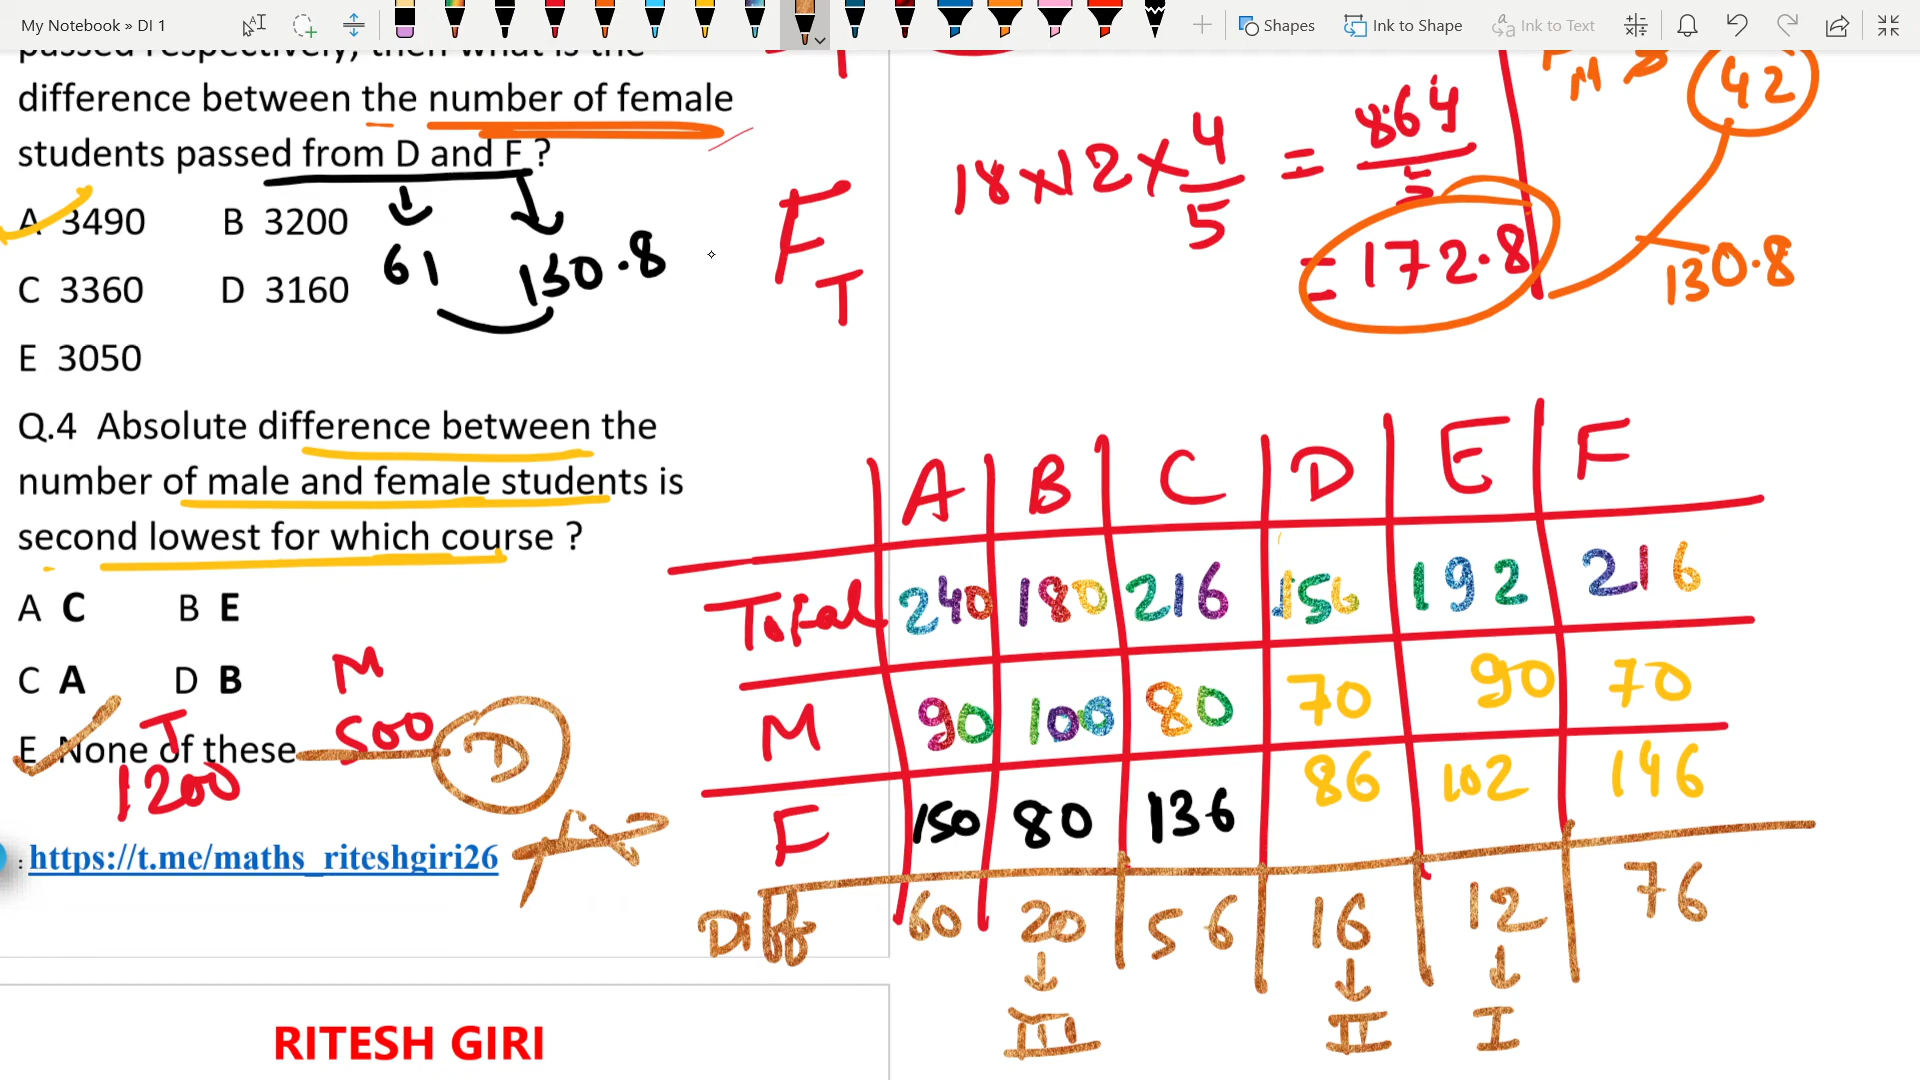 My Notebook » DI 1
Shapes
Ink to Shape
Ink to Text
difference between the number of female
students passed from D and F ?
A 3490 B 3200
C 3360 D 3160
E 3050
61 130.8
Q.4 Absolute difference between the
number of male and female students is
second lowest for which course ?
A C B E
C A D B
E None of these
M
500
T
1200
D
: https://t.me/maths_riteshgiri26
RITESH GIRI
F
T
18×12×4/5 = 864/5
= 172.8
M
42
130.8
A B C D E F
Total 240 180 216 156 192 216
M 90 100 80 70 90 70
F 150 80 136 86 102 146
Diff 60 20 56 16 12 76
III II I